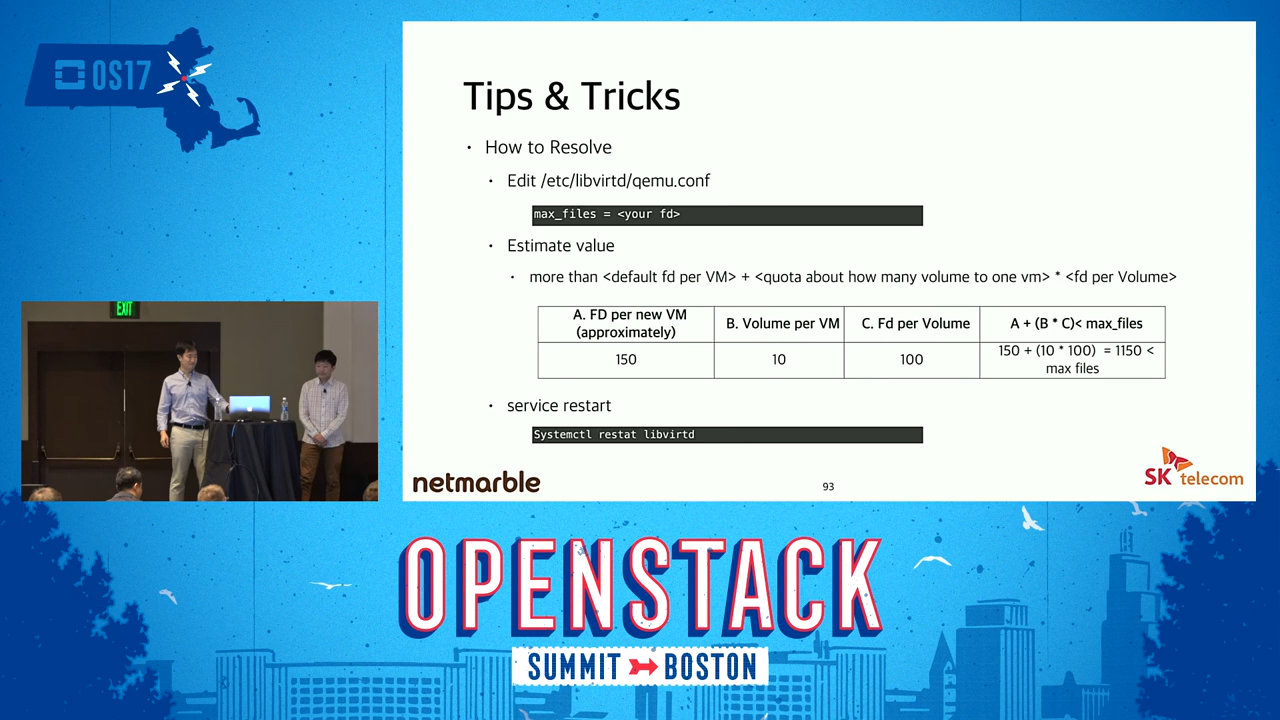 OS17
EXIT
Tips & Tricks
• How to Resolve
• Edit /etc/libvirtd/qemu.conf
max_files = <your fd>
• Estimate value
• more than <default fd per VM> + <quota about how many volume to one vm> * <fd per Volume>
A. FD per new VM
(approximately)
B. Volume per VM
C. Fd per Volume
A + (B * C)< max_files
150
10
100
150 + (10 * 100)  = 1150 <
max files
• service restart
Systemctl restat libvirtd
netmarble
93
SK telecom
OPENSTACK
SUMMIT BOSTON